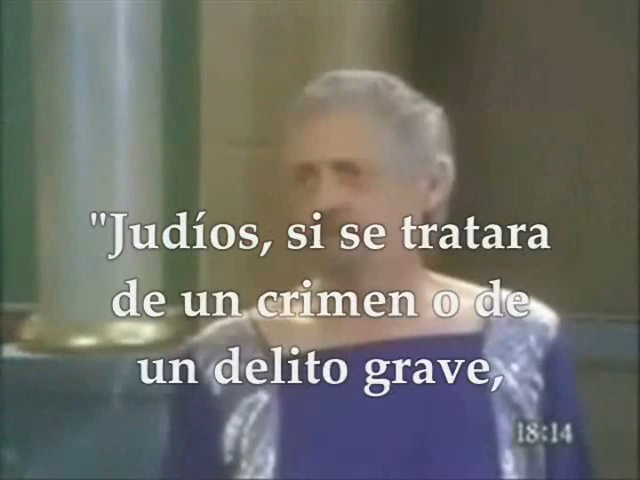 "Judíos, si se tratara
de un crimen o de
un delito grave,
18:14